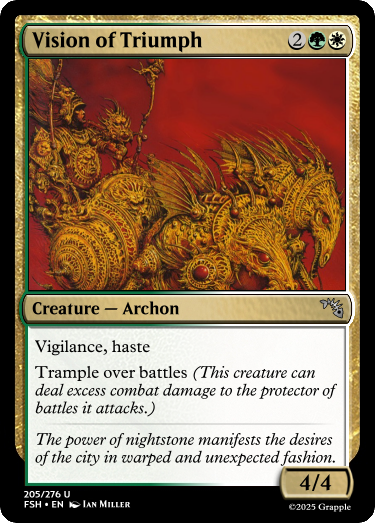 Vision of Triumph 2
Creature — Archon
Vigilance, haste
Trample over battles (This creature can
deal excess combat damage to the protector of
battles it attacks.)
The power of nightstone manifests the desires
of the city in warped and unexpected fashion.
4/4
205/276 U
FSH • EN Ian Miller
©2025 Grapple